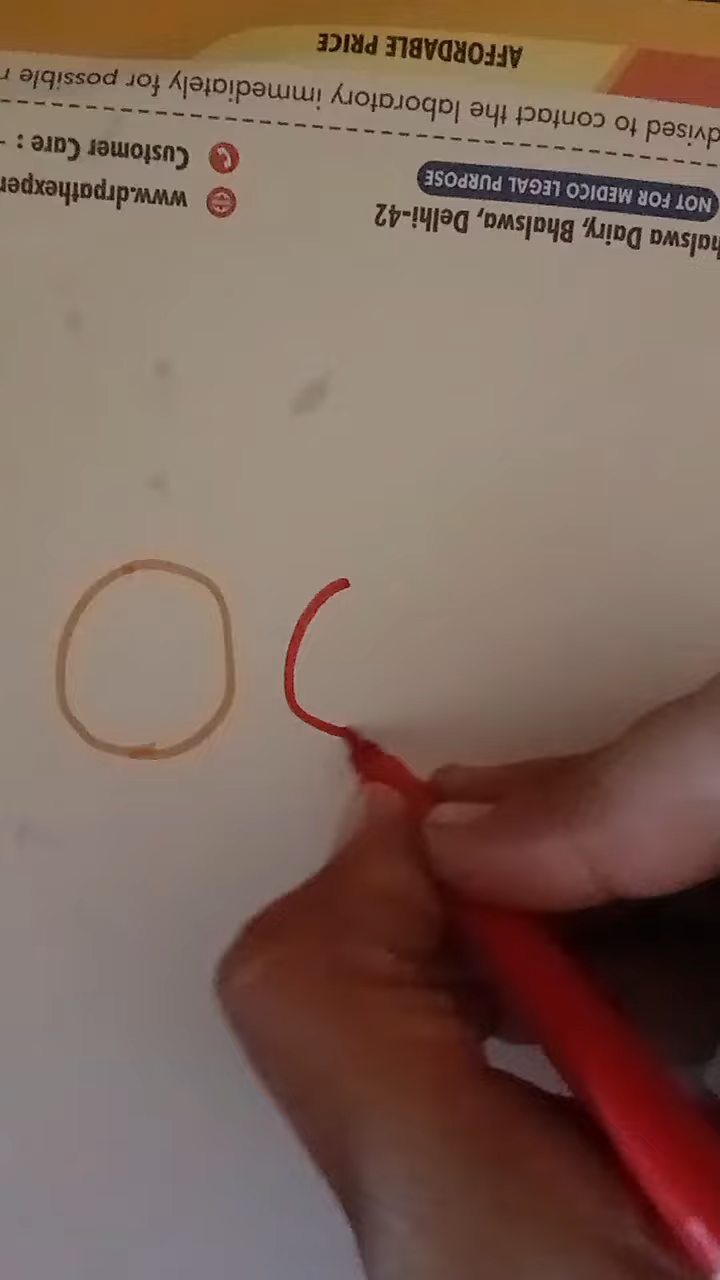 halswa Dairy, Bhalswa, Delhi-42
NOT FOR MEDICO LEGAL PURPOSE
www.drpathexper
Customer Care :
dvised to contact the laboratory immediately for possible r
AFFORDABLE PRICE